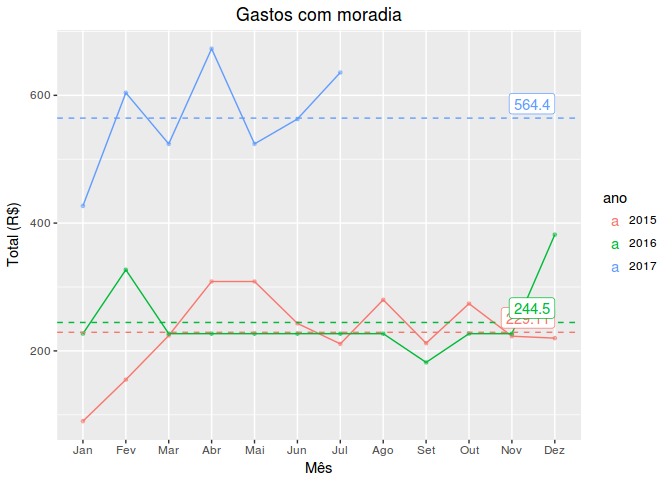 Gastos com moradia
Total (R$)
600
400
200
564.4
244.5
Jan Fev Mar Abr Mai Jun Jul Ago Set Out Nov Dez
Mês
ano
a 2015
a 2016
a 2017